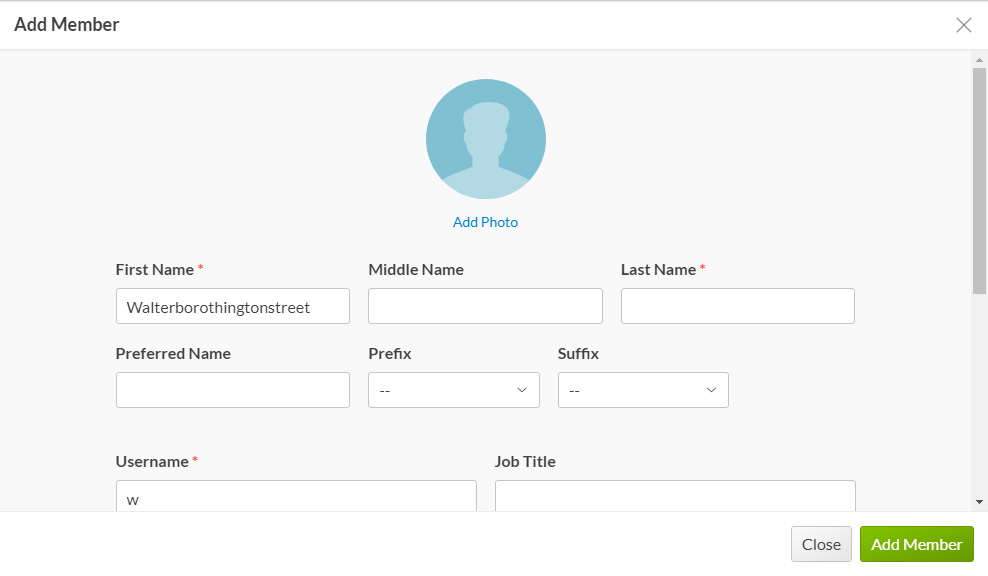 Add Member
Add Photo
First Name * Middle Name Last Name *
Walterborothingtonstreet
Preferred Name Prefix Suffix
-- --
Username * Job Title
w
Close Add Member